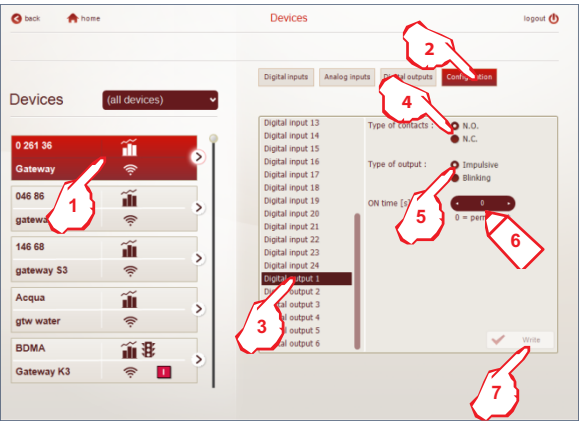 back
home
Devices
logout
2
Digital inputs
Analog inputs
outputs
Devices
(all devices)
4
Digital input 13
Digital input 14
Digital input 15
Digital input 16
Digital input 17
Digital input 18
Digital input 19
Digital input 20
Digital input 21
Digital input 22
Digital input 23
Digital input 24
Digital output 1
output 2
output 3
output 4
output 5
output 6
Type of contacts :
N.O.
N.C.
Type of output :
Impulsive
Blinking
ON time [s]
0
0 =
0 261 36
Gateway
1
046 86
146 68
gateway S3
Acqua
gtw water
BDMA
Gateway K3
I
3
5
6
Write
7